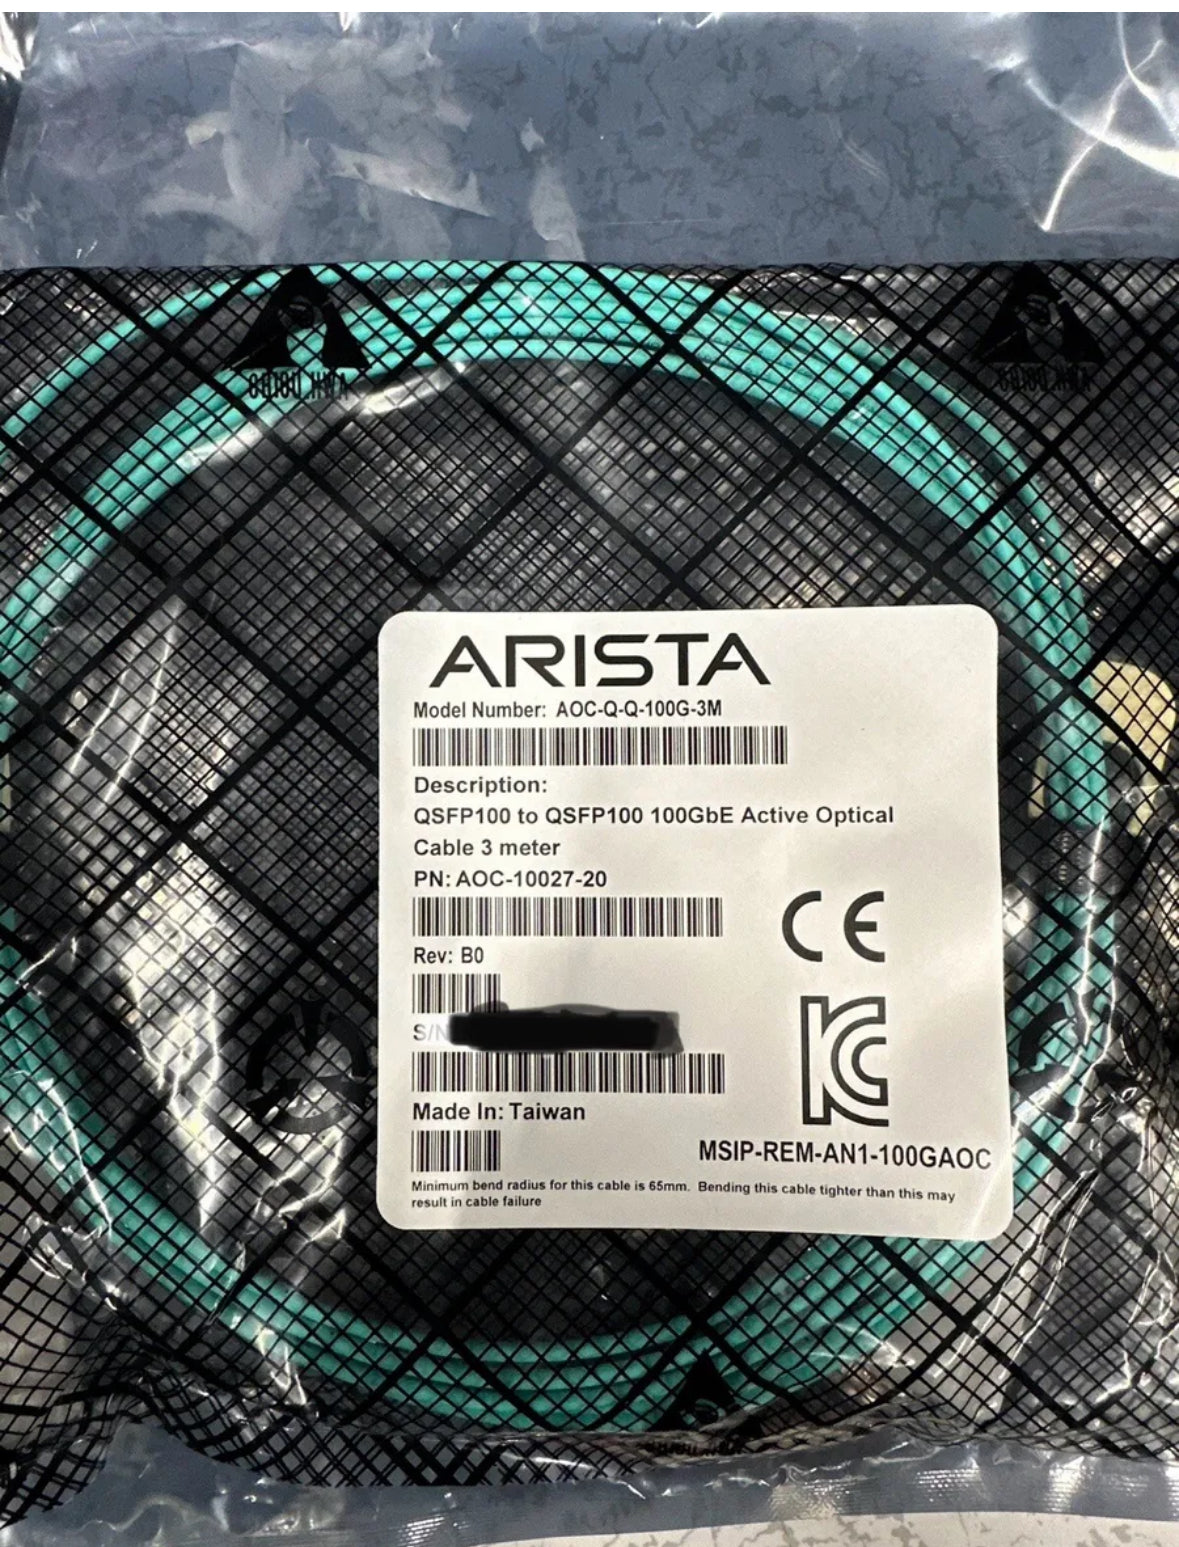 ARISTA
Model Number: AOC-Q-Q-100G-3M
Description:
QSFP100 to QSFP100 100GbE Active Optical
Cable 3 meter
PN: AOC-10027-20
Rev: B0
S/N
Made In: Taiwan
CE
KC
MSIP-REM-AN1-100GAOC
Minimum bend radius for this cable is 65mm. Bending this cable tighter than this may
result in cable failure